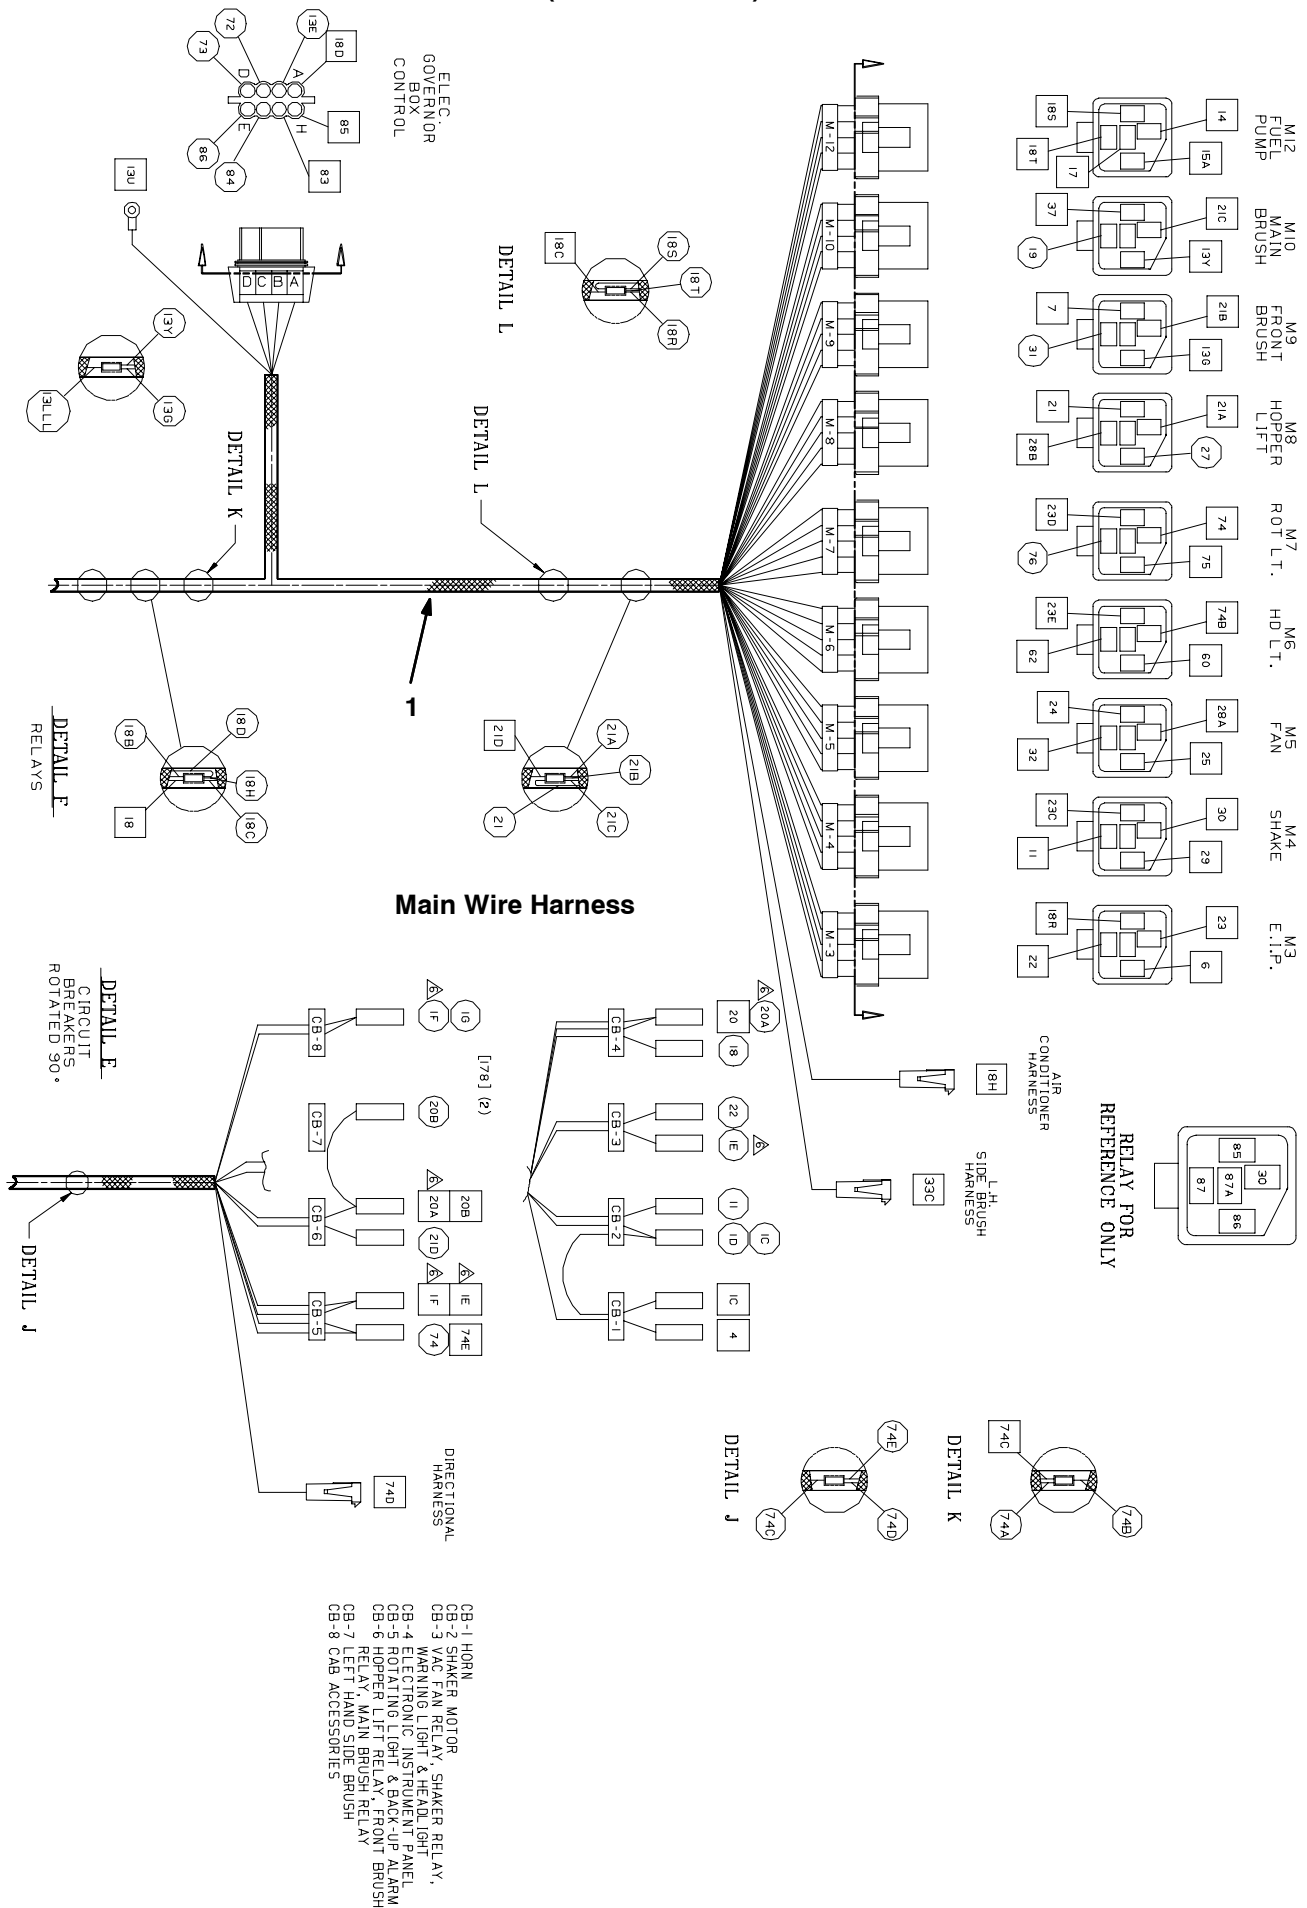 M12
FUEL
PUMP
18S
14
18T
17
15A
M10
MAIN
BRUSH
37
21C
19
13Y
M9
FRONT
BRUSH
7
21B
31
13G
M8
HOPPER
LIFT
21
21A
28B
27
M7
ROT LT.
23D
74
76
75
M6
HD LT.
23E
74B
62
60
M5
FAN
24
28A
32
25
M4
SHAKE
23C
30
11
29
M3
E.I.P.
18R
23
22
6
M-12
M-10
M-9
M-8
M-7
M-6
M-5
M-4
M-3
ELEC.
GOVERNOR
BOX
CONTROL
73
72
13E
18D
D
A
E
H
86
84
83
85
13U
D C B A
13Y
13G
13LLL
DETAIL K
DETAIL L
18C
18S
18T
18R
DETAIL L
1
18B
18D
18H
18C
18
21D
21A
21B
21C
21
DETAIL F
RELAYS
Main Wire Harness
AIR
CONDITIONER
HARNESS
18H
L.H.
SIDE BRUSH
HARNESS
33C
RELAY FOR
REFERENCE ONLY
85
30
87A
87
86
DETAIL E
CIRCUIT
BREAKERS
ROTATED 90°
6
1F
1G
CB-8
[178] (2)
20B
CB-7
6
20A
20B
21D
CB-6
6
6
1F
1E
74
74E
CB-5
6
20
20A
18
CB-4
22
1E
6
CB-3
11
1D
1C
CB-2
1C
4
CB-1
DETAIL J
DIRECTIONAL
HARNESS
74D
74E
74D
74C
DETAIL J
74C
74B
74A
DETAIL K
CB-1 HORN
CB-2 SHAKER MOTOR
CB-3 VAC FAN RELAY, SHAKER RELAY,
WARNING LIGHT & HEADLIGHT
CB-4 ELECTRONIC INSTRUMENT PANEL
CB-5 ROTATING LIGHT & BACK-UP ALARM
CB-6 HOPPER LIFT RELAY, FRONT BRUSH
RELAY, MAIN BRUSH RELAY
CB-7 LEFT HAND SIDE BRUSH
CB-8 CAB ACCESSORIES